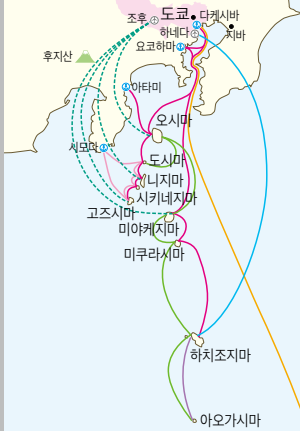 조후
도쿄
다케시바
하네다
지바
요코하마
후지산
아타미
오시마
시모다
도시마
니지마
시키네지마
고즈시마
미야케지마
미쿠라시마
하치조지마
아오가시마